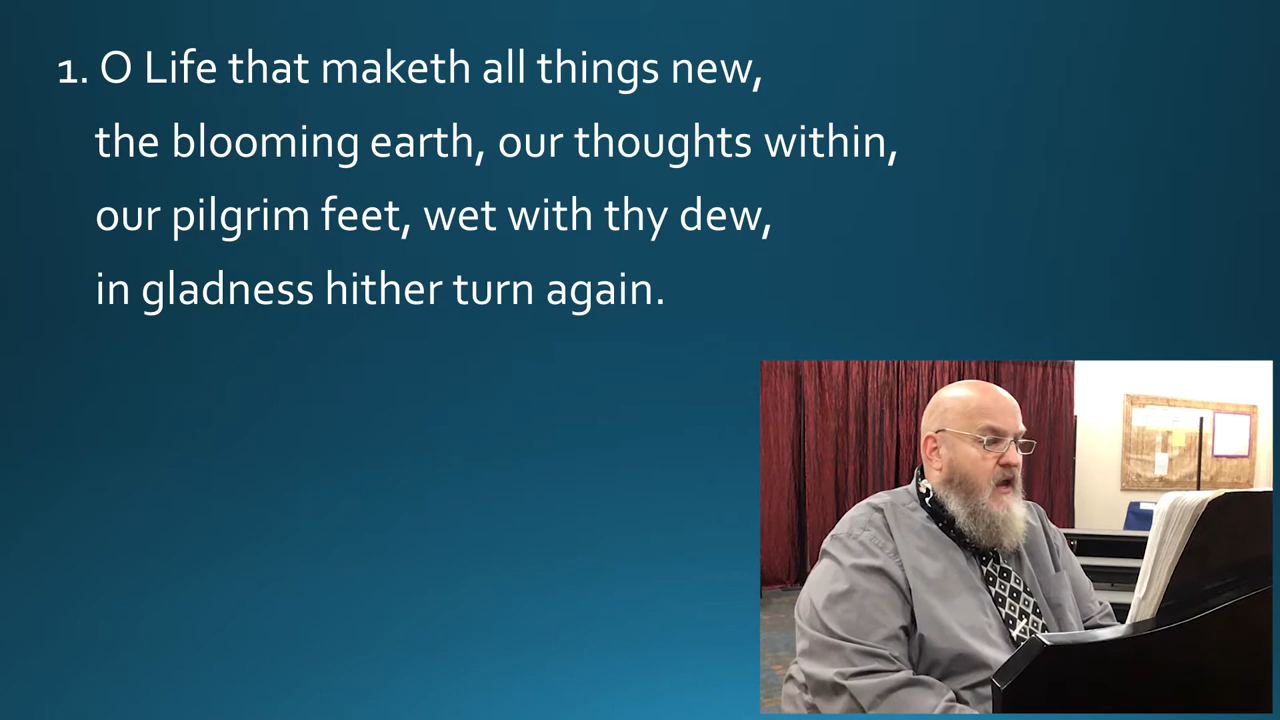 1. O Life that maketh all things new,
the blooming earth, our thoughts within,
our pilgrim feet, wet with thy dew,
in gladness hither turn again.